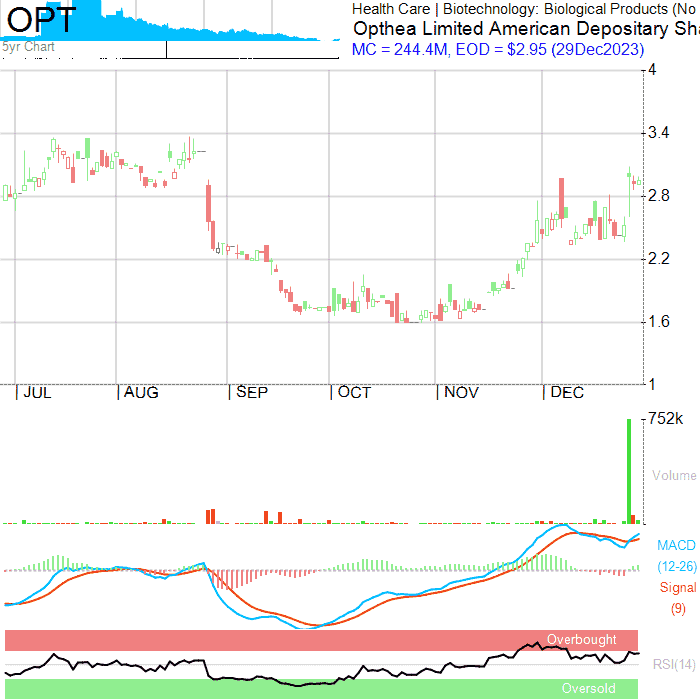 OPT
5yr Chart
Health Care | Biotechnology: Biological Products (No
Opthea Limited American Depositary Sha
MC = 244.4M, EOD = $2.95 (29Dec2023)
4
3.4
2.8
2.2
1.6
1
JUL AUG SEP OCT NOV DEC
752k
Volume
MACD
(12-26)
Signal
(9)
Overbought
RSI(14)
Oversold